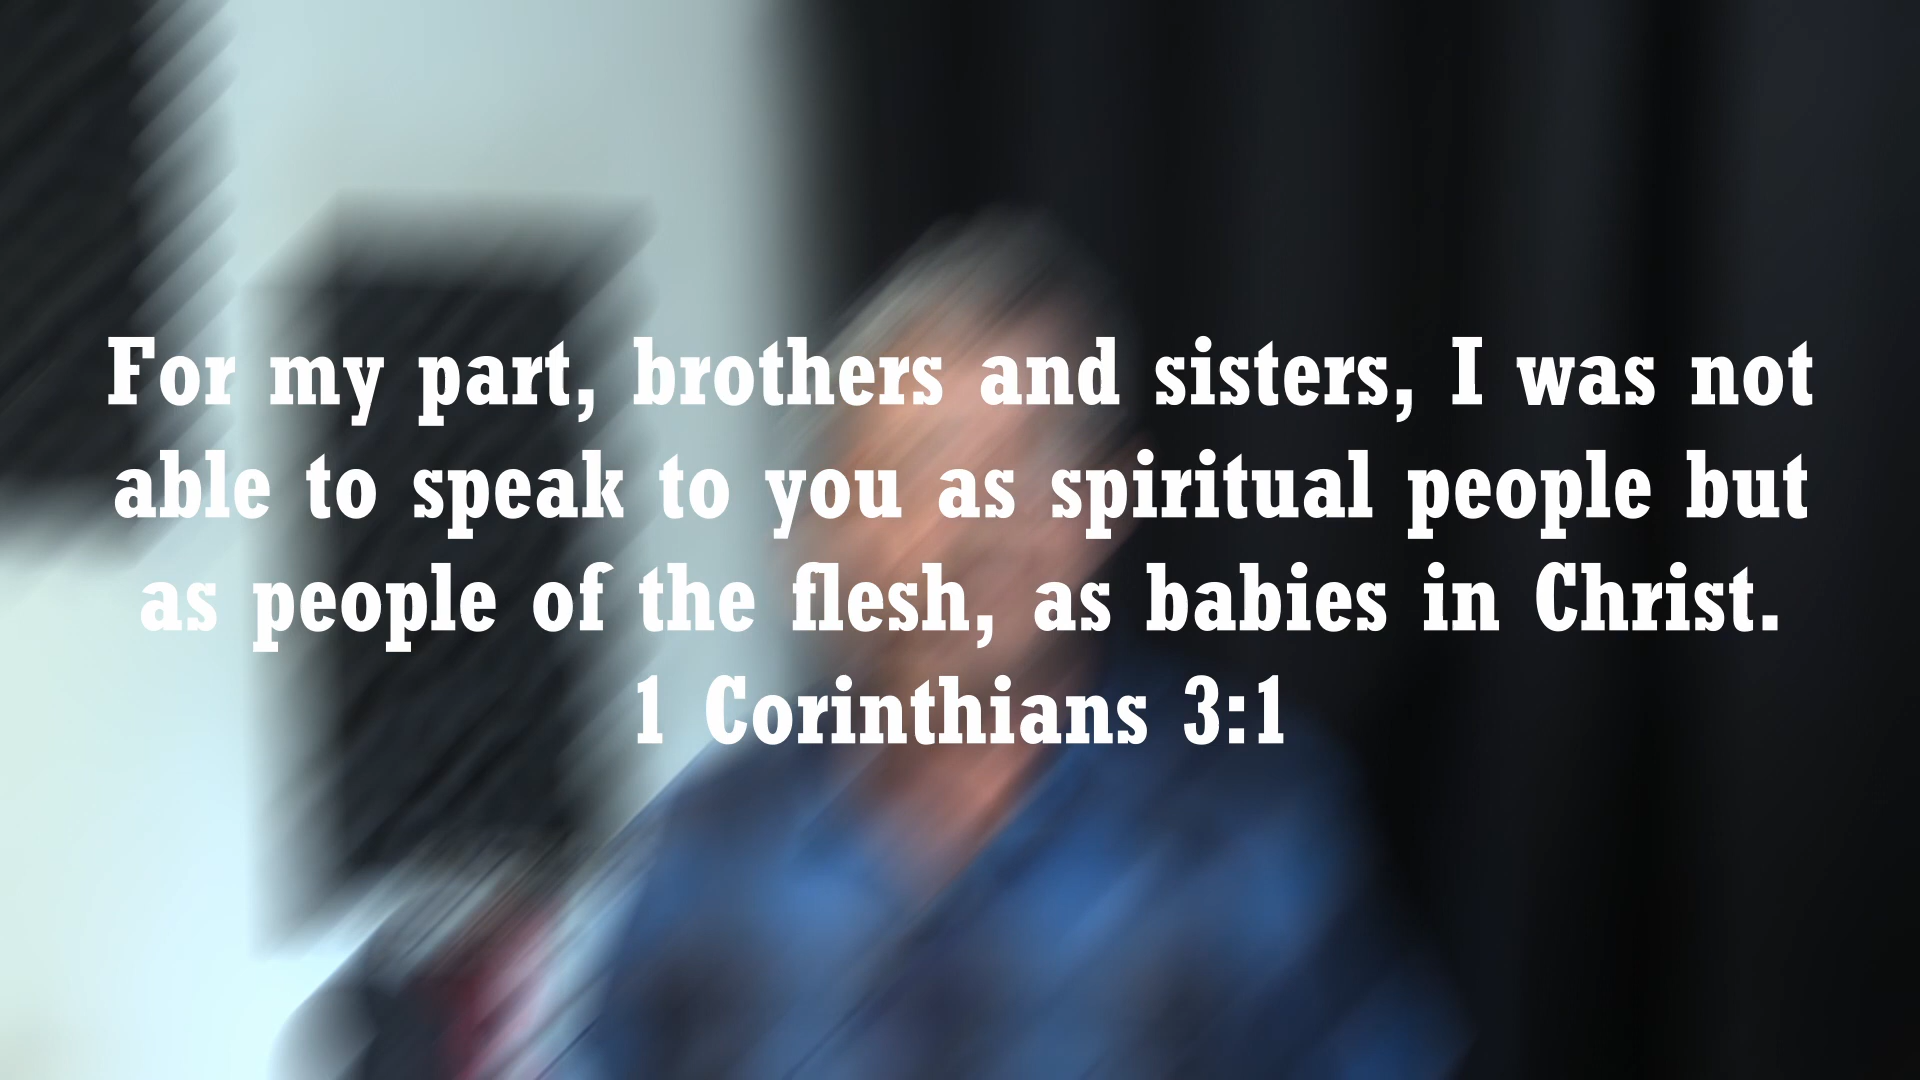 For my part, brothers and sisters, I was not
able to speak to you as spiritual people but
as people of the flesh, as babies in Christ.
1 Corinthians 3:1